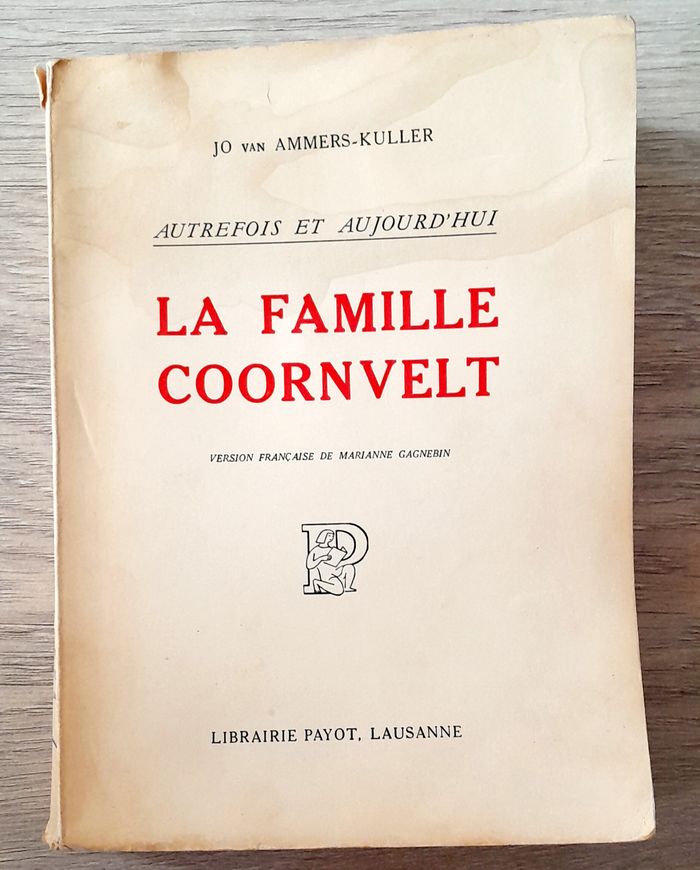 JO VAN AMMERS-KULLER
AUTREFOIS ET AUJOURD'HUI
LA FAMILLE
COORNVELT
VERSION FRANÇAISE DE MARIANNE GAGNEBIN
P
LIBRAIRIE PAYOT, LAUSANNE